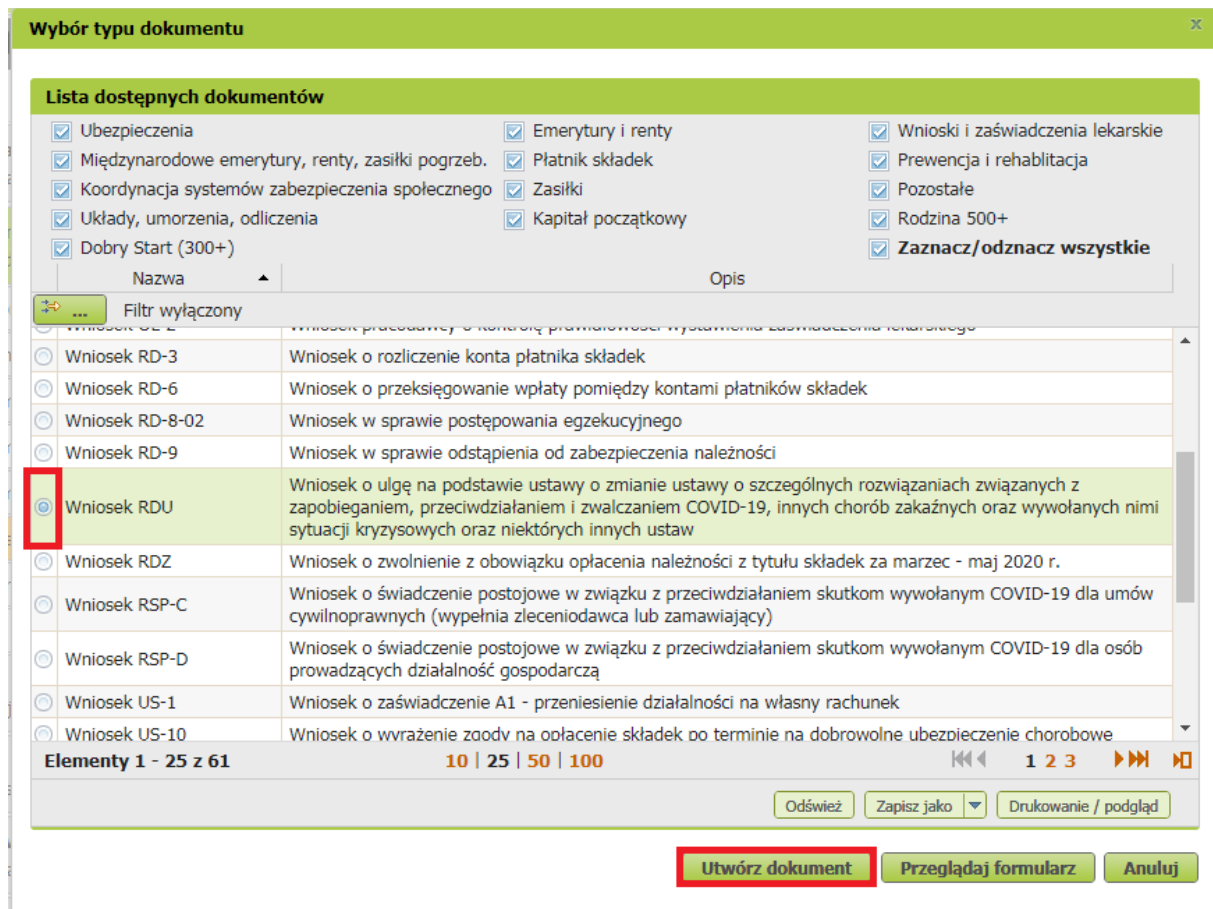 Wybór typu dokumentu
x
Lista dostępnych dokumentów
Ubezpieczenia Emerytury i renty Wnioski i zaświadczenia lekarskie
Międzynarodowe emerytury, renty, zasiłki pogrzeb. Płatnik składek Prewencja i rehablitacja
Koordynacja systemów zabezpieczenia społecznego Zasiłki Pozostałe
Układy, umorzenia, odliczenia Kapitał początkowy Rodzina 500+
Dobry Start (300+) Zaznacz/odznacz wszystkie
Nazwa Opis
... Filtr wyłączony
Wniosek pracodawcy o kontrolę prawidłowości wystawienia zaświadczenia lekarskiego
Wniosek RD-3 Wniosek o rozliczenie konta płatnika składek
Wniosek RD-6 Wniosek o przeksięgowanie wpłaty pomiędzy kontami płatników składek
Wniosek RD-8-02 Wniosek w sprawie postępowania egzekucyjnego
Wniosek RD-9 Wniosek w sprawie odstąpienia od zabezpieczenia należności
Wniosek RDU Wniosek o ulgę na podstawie ustawy o zmianie ustawy o szczególnych rozwiązaniach związanych z
zapobieganiem, przeciwdziałaniem i zwalczaniem COVID-19, innych chorób zakaźnych oraz wywołanych nimi
sytuacji kryzysowych oraz niektórych innych ustaw
Wniosek RDZ Wniosek o zwolnienie z obowiązku opłacenia należności z tytułu składek za marzec - maj 2020 r.
Wniosek RSP-C Wniosek o świadczenie postojowe w związku z przeciwdziałaniem skutkom wywołanym COVID-19 dla umów
cywilnoprawnych (wypełnia zleceniodawca lub zamawiający)
Wniosek RSP-D Wniosek o świadczenie postojowe w związku z przeciwdziałaniem skutkom wywołanym COVID-19 dla osób
prowadzących działalność gospodarczą
Wniosek US-1 Wniosek o zaświadczenie A1 - przeniesienie działalności na własny rachunek
Wniosek US-10 Wniosek o wyrażenie zgody na opłacenie składek po terminie na dobrowolne ubezpieczenie chorobowe
Elementy 1 - 25 z 61 10 | 25 | 50 | 100 1 2 3
Odśwież Zapisz jako Drukowanie / podgląd
Utwórz dokument Przeglądaj formularz Anuluj